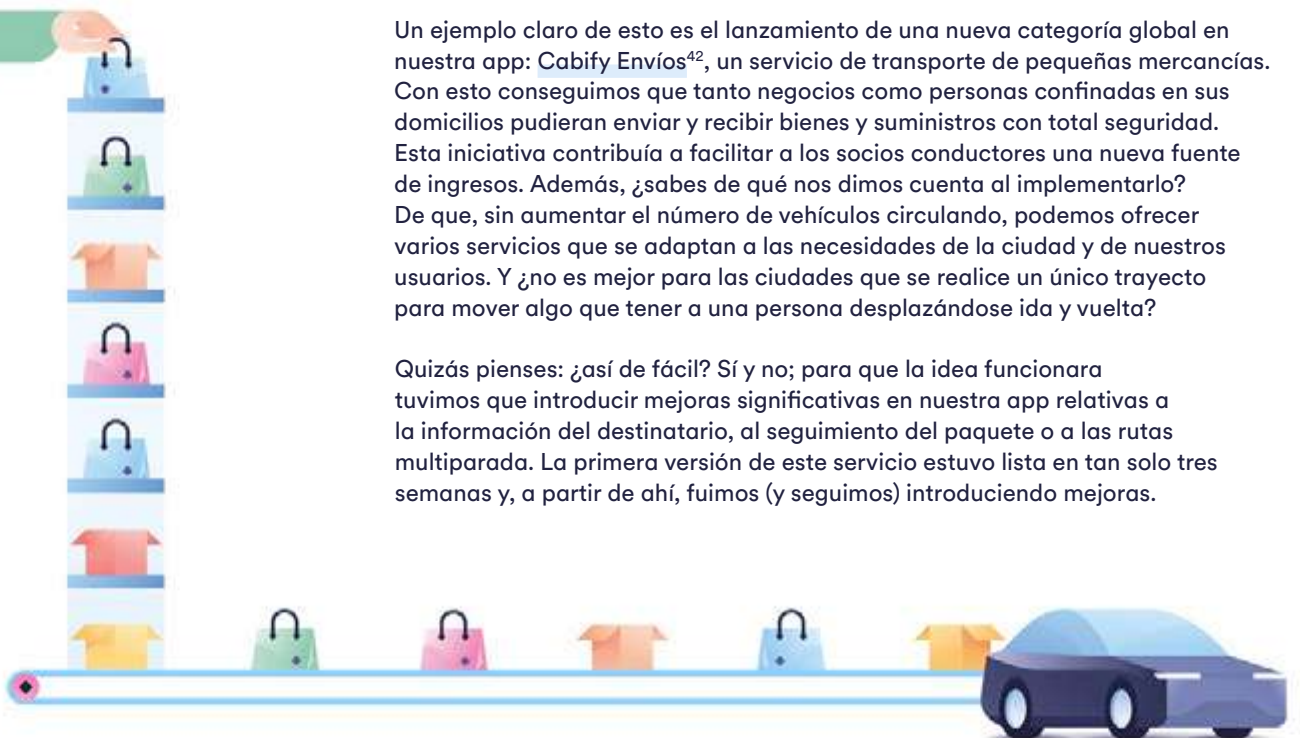 Un ejemplo claro de esto es el lanzamiento de una nueva categoría global en
nuestra app: Cabify Envíos⁴², un servicio de transporte de pequeñas mercancías.
Con esto conseguimos que tanto negocios como personas confinadas en sus
domicilios pudieran enviar y recibir bienes y suministros con total seguridad.
Esta iniciativa contribuía a facilitar a los socios conductores una nueva fuente
de ingresos. Además, ¿sabes de qué nos dimos cuenta al implementarlo?
De que, sin aumentar el número de vehículos circulando, podemos ofrecer
varios servicios que se adaptan a las necesidades de la ciudad y de nuestros
usuarios. Y ¿no es mejor para las ciudades que se realice un único trayecto
para mover algo que tener a una persona desplazándose ida y vuelta?
Quizás pienses: ¿así de fácil? Sí y no; para que la idea funcionara
tuvimos que introducir mejoras significativas en nuestra app relativas a
la información del destinatario, al seguimiento del paquete o a las rutas
multiparada. La primera versión de este servicio estuvo lista en tan solo tres
semanas y, a partir de ahí, fuimos (y seguimos) introduciendo mejoras.